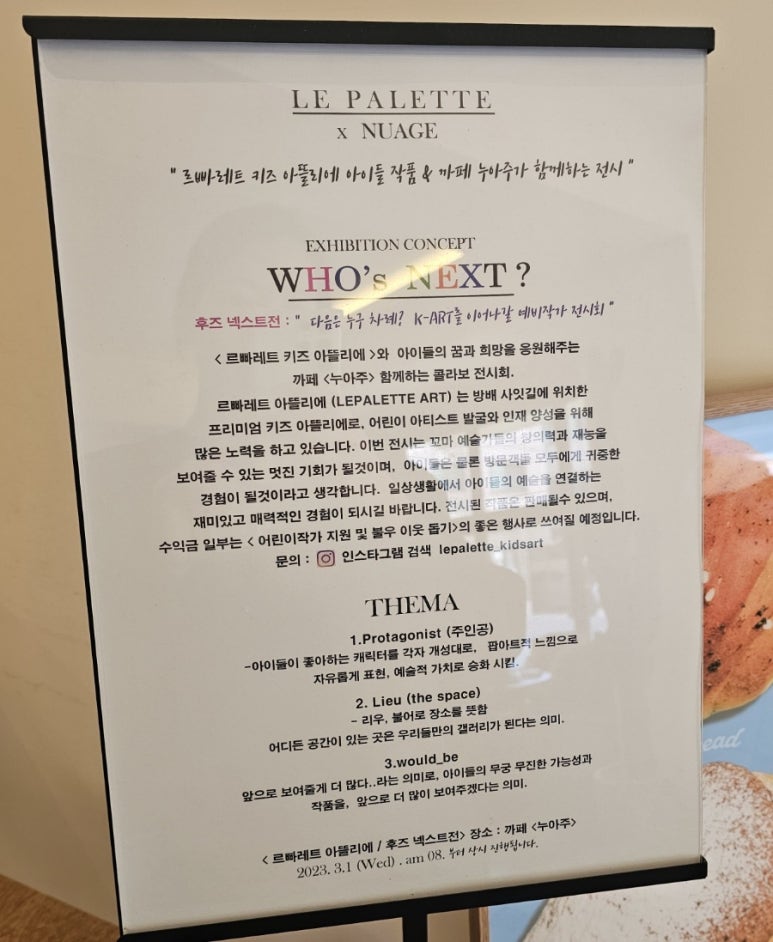 LE PALETTE
x NUAGE
" 르빠레트 키즈 아뜰리에 아이들 작품 & 까페 누아주가 함께하는 전시 "
EXHIBITION CONCEPT
WHO's NEXT ?
후즈 넥스트전 : " 다음은 누구 차례? K-ART를 이어나갈 예비작가 전시회 "
< 르빠레트 키즈 아뜰리에 >와 아이들의 꿈과 희망을 응원해주는
까페 <누아주> 함께하는 콜라보 전시회.
르빠레트 아뜰리에 (LEPALETTE ART) 는 방배 사잇길에 위치한
프리미엄 키즈 아뜰리에로, 어린이 아티스트 발굴와 인재 양성을 위해
많은 노력을 하고 있습니다. 이번 전시는 꼬마 예술가들의 창의력과 재능을
보여줄 수 있는 멋진 기회가 될것이며, 아이들은 물론 방문객들 모두에게 귀중한
경험이 될것이라고 생각합니다. 일상생활에서 아이들의 예술을 연결하는
재미있고 매력적인 경험이 되시길 바랍니다. 전시된 작품은 판매될수 있으며,
수익금 일부는 < 어린이작가 지원 및 불우 이웃 돕기>의 좋은 행사로 쓰여질 예정입니다.
문의 : 인스타그램 검색 lepalette_kidsart
THEMA
1.Protagonist (주인공)
-아이들이 좋아하는 캐릭터를 각자 개성대로, 팝아트적 느낌으로
자유롭게 표현, 예술적 가치로 승화 시킴.
2. Lieu (the space)
- 리우, 불어로 장소를 뜻함
어디든 공간이 있는 곳은 우리들만의 갤러리가 된다는 의미.
3.would_be
앞으로 보여줄게 더 많다..라는 의미로, 아이들의 무궁 무진한 가능성과
작품을, 앞으로 더 많이 보여주겠다는 의미.
< 르빠레트 아뜰리에 / 후즈 넥스트전> 장소 : 까페 <누아주>
2023. 3.1 (Wed) . am 08. 부터 상시 진행됩니다.
ead